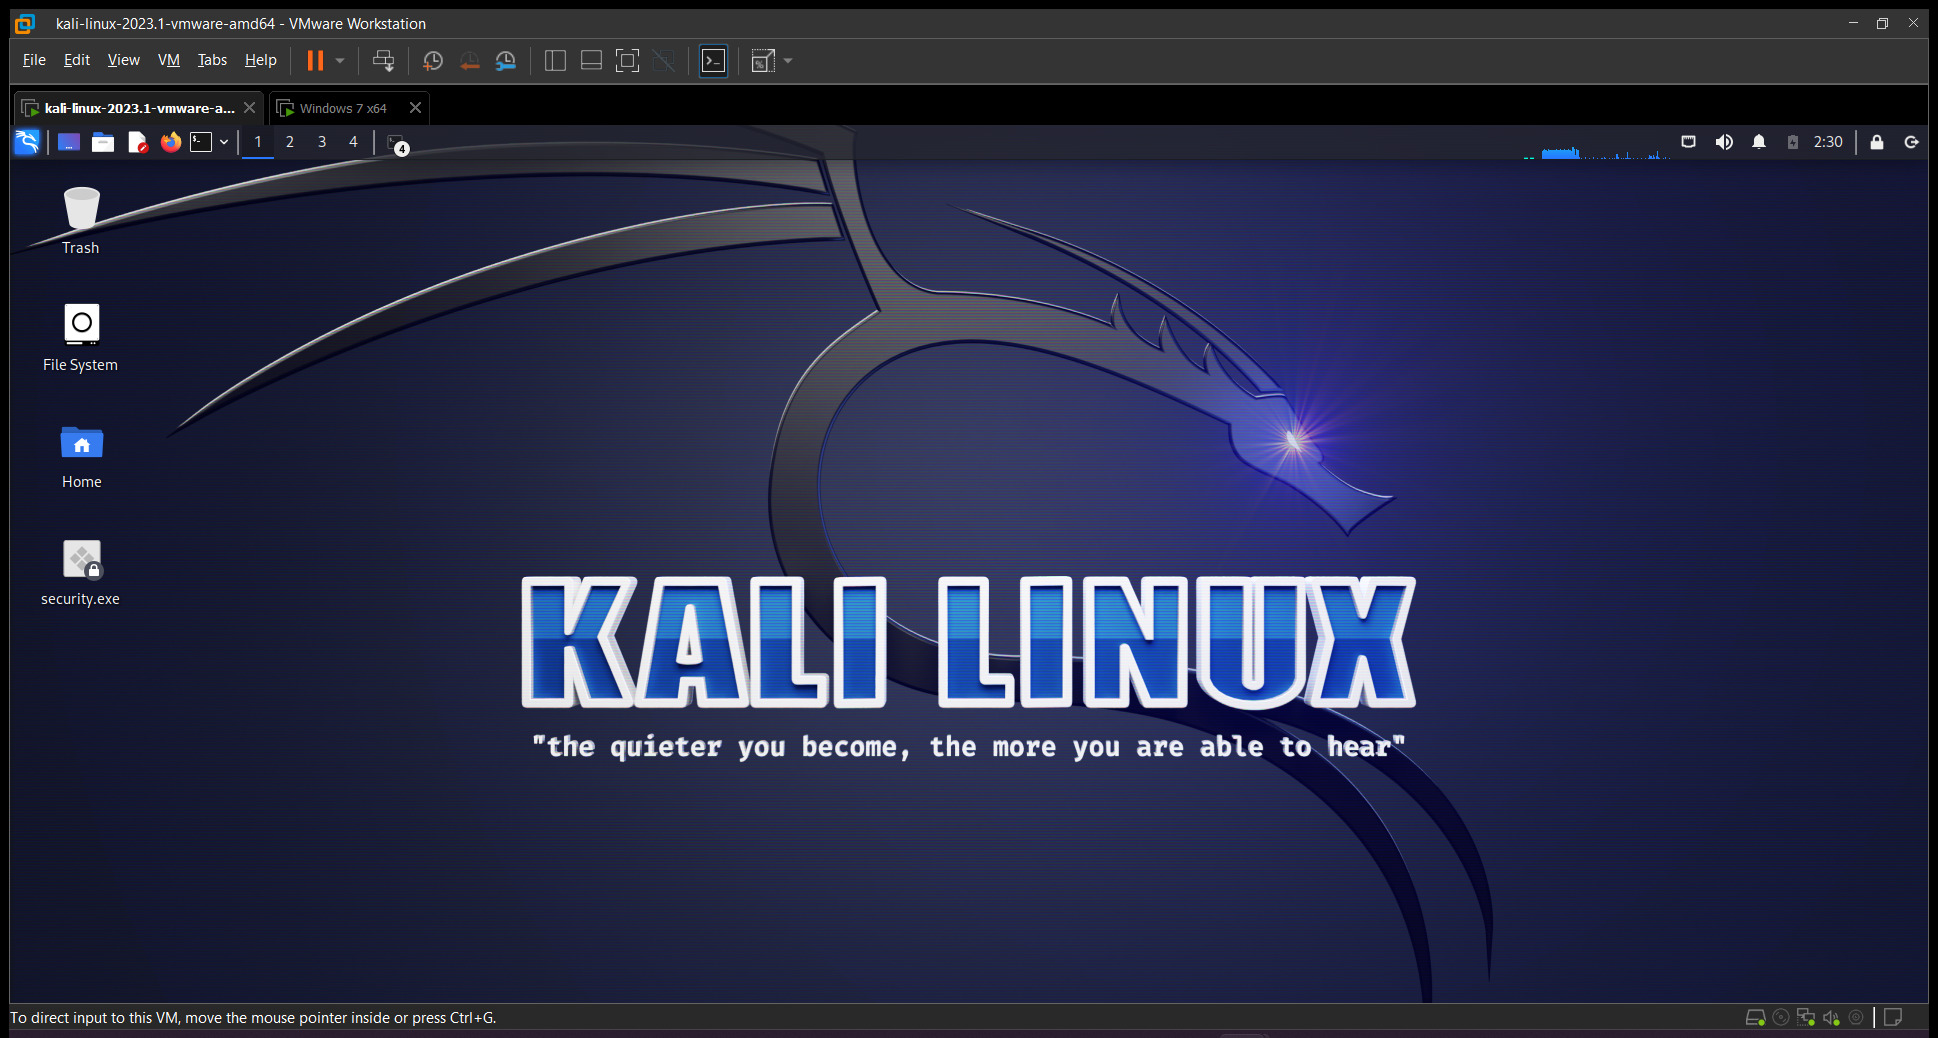 kali-linux-2023.1-vmware-amd64 - VMware Workstation
File Edit View VM Tabs Help
kali-linux-2023.1-vmware-a... Windows 7 x64
1 2 3 4 4 2:30
Trash
File System
Home
security.exe
KALI LINUX
"the quieter you become, the more you are able to hear"
To direct input to this VM, move the mouse pointer inside or press Ctrl+G.